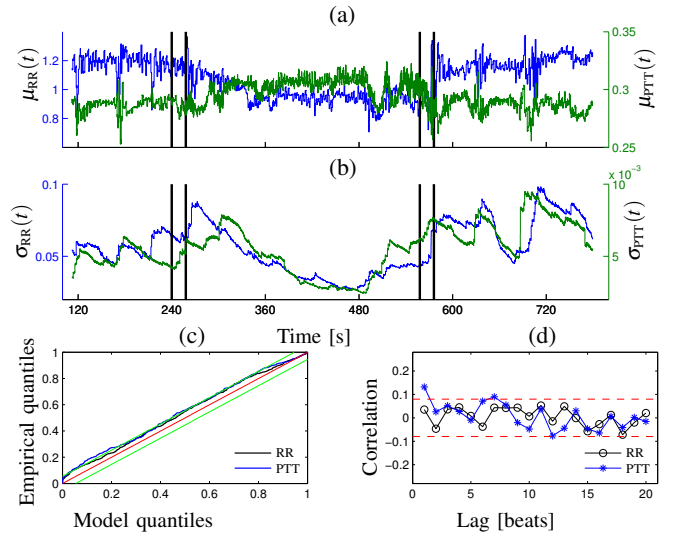 (a)
1.2
1
0.8
μRR(t)
0.35
0.3
0.25
μPTT(t)
(b)
0.1
0.05
σRR(t)
x 10⁻³
10
5
σPTT(t)
120 240 360 480 600 720
Time [s]
(c)
1
0.8
0.6
0.4
0.2
0
Empirical quantiles
RR
PTT
0 0.2 0.4 0.6 0.8 1
Model quantiles
(d)
0.2
0.1
0
-0.1
-0.2
Correlation
RR
PTT
0 5 10 15 20
Lag [beats]